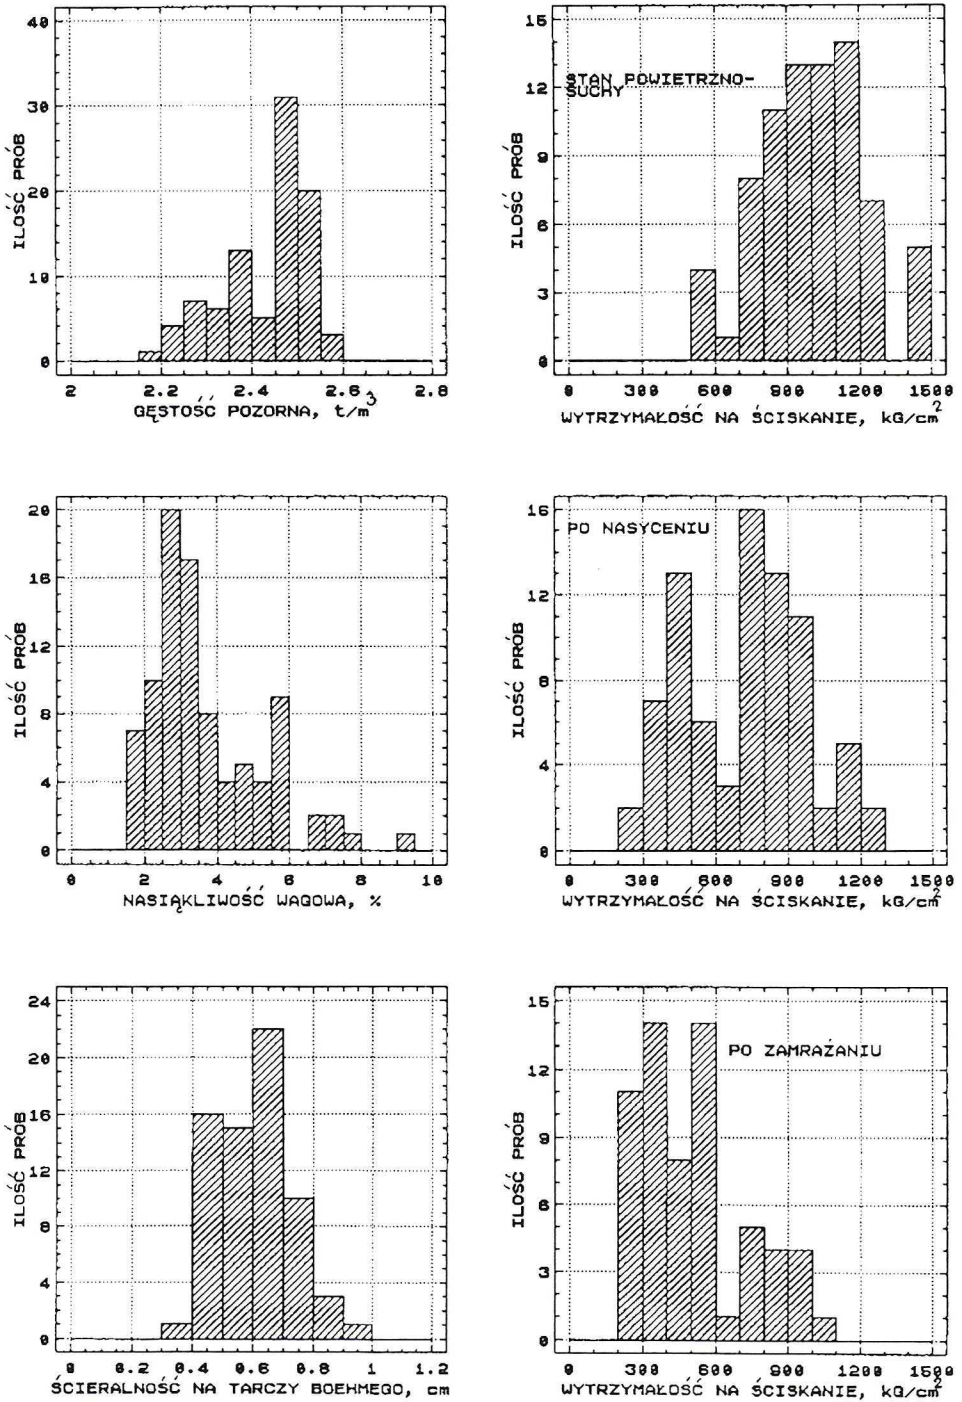 40
30
20
10
0
ILOŚĆ PRÓB
2 2.2 2.4 2.6 2.8
GĘSTOŚĆ POZORNA, t/m³
15
12
9
6
3
0
ILOŚĆ PRÓB
STAN POWIETRZNO-
SUCHY
0 300 600 900 1200 1500
WYTRZYMAŁOŚĆ NA ŚCISKANIE, kG/cm²
20
16
12
8
4
0
ILOŚĆ PRÓB
0 2 4 6 8 10
NASIĄKLIWOŚĆ WAGOWA, %
16
12
8
4
0
ILOŚĆ PRÓB
PO NASYCENIU
0 300 600 900 1200 1500
WYTRZYMAŁOŚĆ NA ŚCISKANIE, kG/cm²
24
20
16
12
8
4
0
ILOŚĆ PRÓB
0 0.2 0.4 0.6 0.8 1 1.2
ŚCIERALNOŚĆ NA TARCZY BOEHMEGO, cm
15
12
9
6
3
0
ILOŚĆ PRÓB
PO ZAMRAŻANIU
0 300 600 900 1200 1500
WYTRZYMAŁOŚĆ NA ŚCISKANIE, kG/cm²